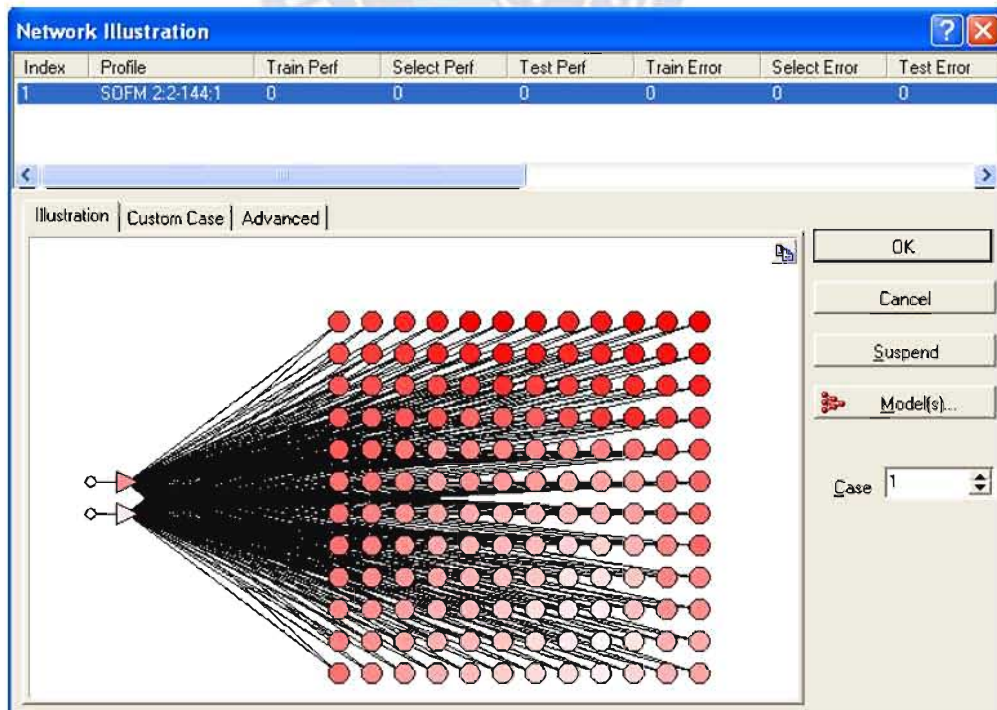 Network Illustration
Index Profile Train Perf Select Perf Test Perf Train Error Select Error Test Error
1 SOFM 2:2-144:1 0 0 0 0 0 0
Illustration Custom Case Advanced
OK
Cancel
Suspend
Model(s)...
Case 1